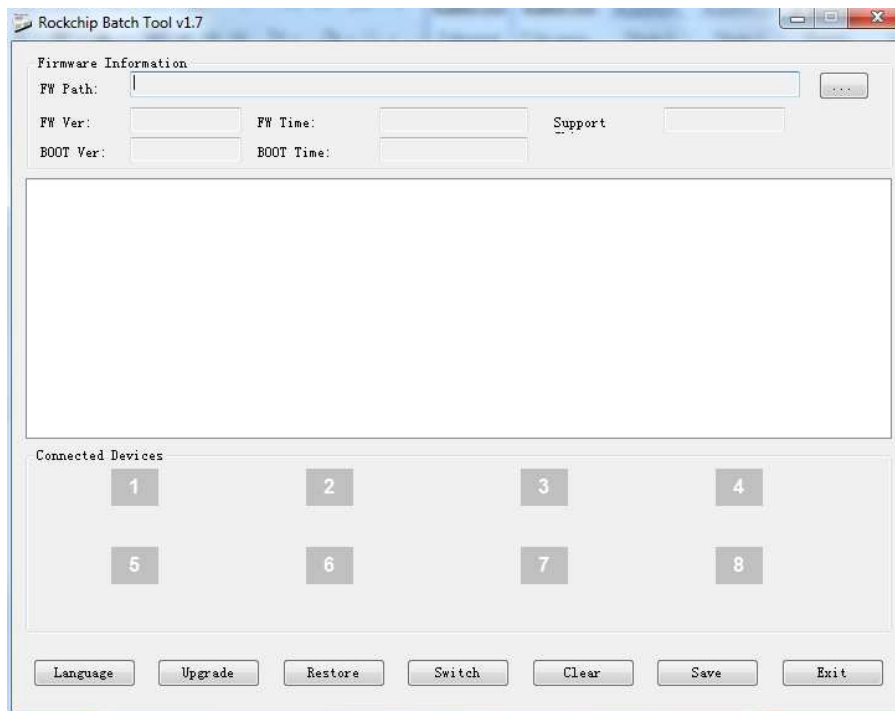 Rockchip Batch Tool v1.7
Firmware Information
FW Path:
...
FW Ver: FW Time: Support
BOOT Ver: BOOT Time:
Connected Devices
1 2 3 4
5 6 7 8
Language Upgrade Restore Switch Clear Save Exit